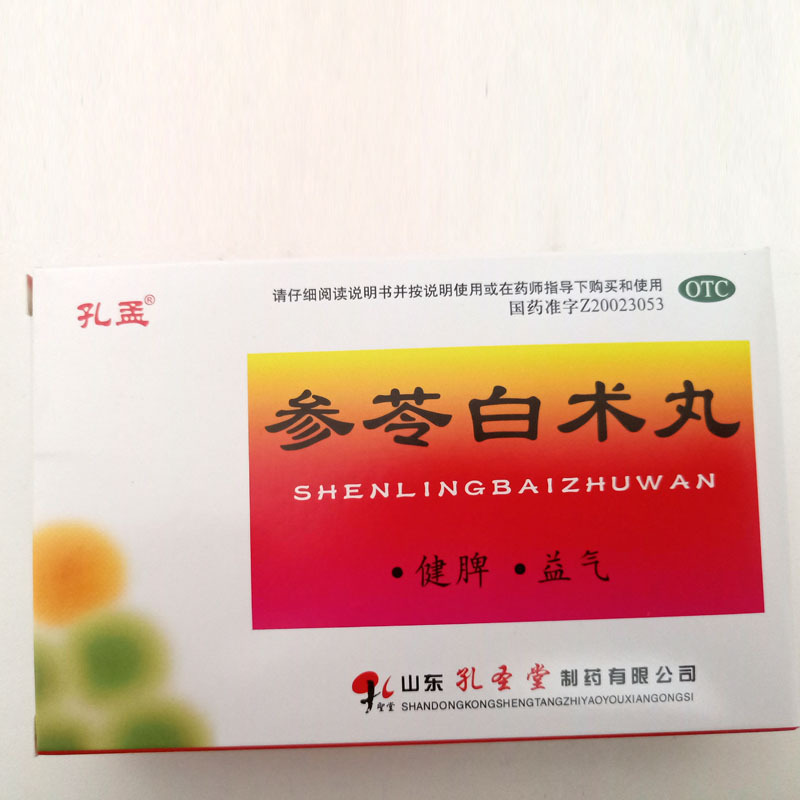 孔孟®
请仔细阅读说明书并按说明使用或在药师指导下购买和使用
OTC
国药准字Z20023053
参苓白术丸
SHENLINGBAIZHUWAN
·健脾 ·益气
孔
聖堂
山东孔圣堂制药有限公司
SHANDONGKONGSHENGTANGZHIYAOYOUXIANGONGSI